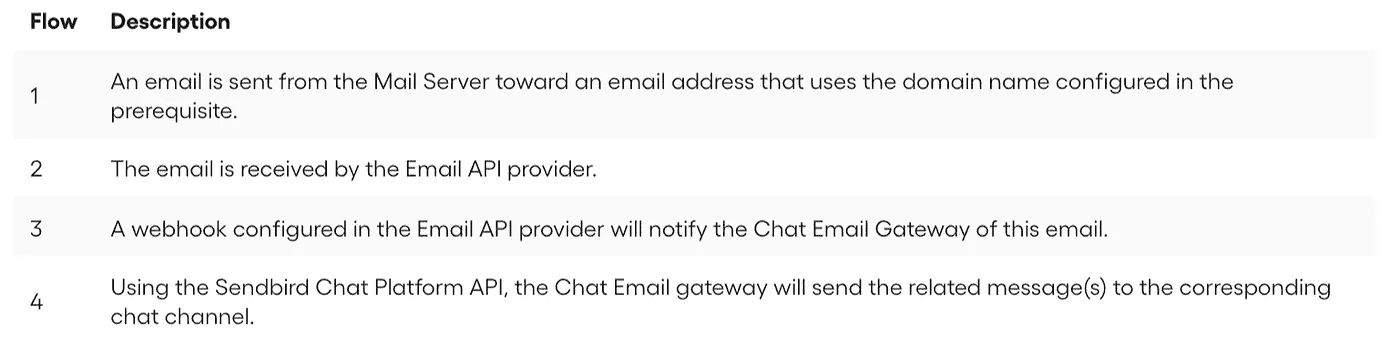 Flow Description
1 An email is sent from the Mail Server toward an email address that uses the domain name configured in the
prerequisite.
2 The email is received by the Email API provider.
3 A webhook configured in the Email API provider will notify the Chat Email Gateway of this email.
4 Using the Sendbird Chat Platform API, the Chat Email gateway will send the related message(s) to the corresponding
chat channel.